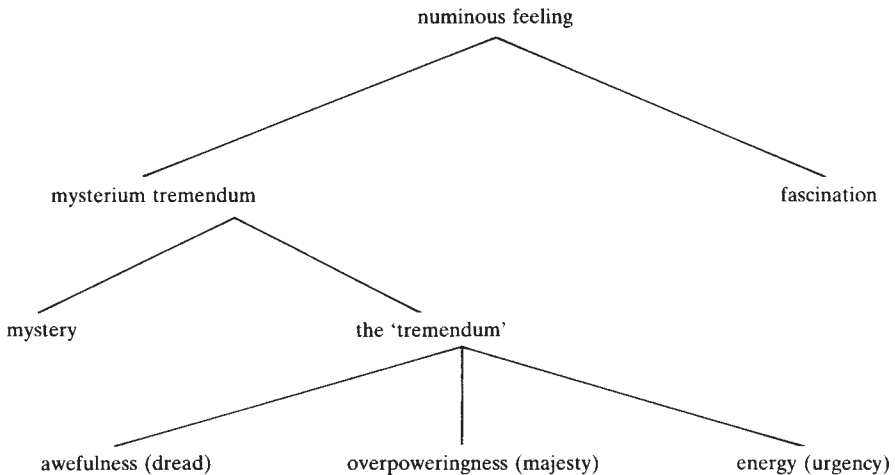 numinous feeling
mysterium tremendum
fascination
mystery
the ‘tremendum’
awefulness (dread)
overpoweringness (majesty)
energy (urgency)